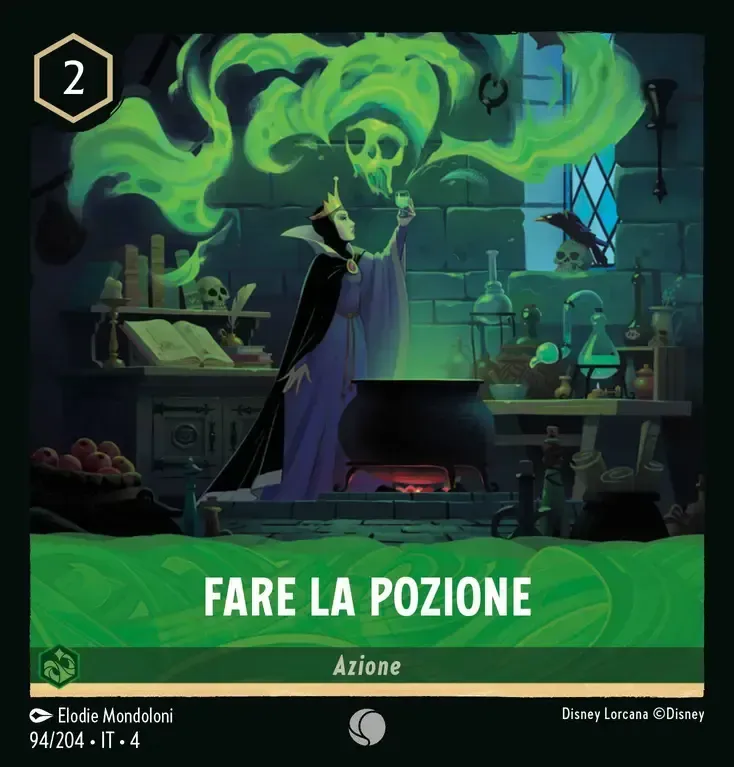 2
FARE LA POZIONE
Azione
Elodie Mondoloni
Disney Lorcana ©Disney
94/204 • IT • 4